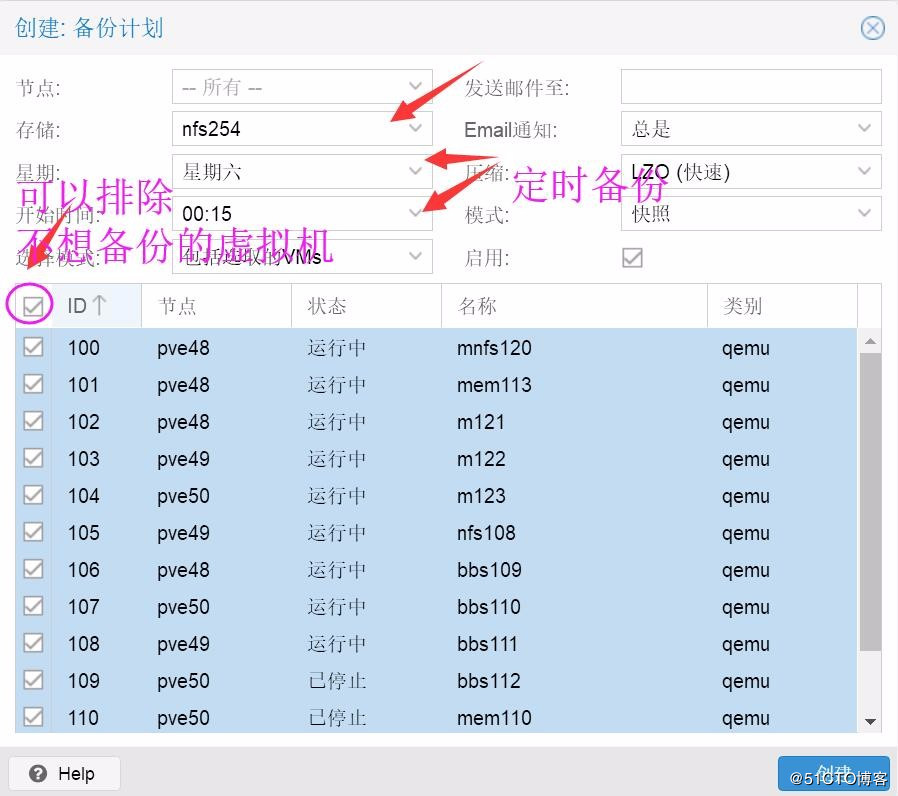 创建: 备份计划
节点: -- 所有 -- 发送邮件至:
存储: nfs254 Email通知: 总是
星期: 星期六 压缩: LZO (快速)
可以排除 定时备份
开始时间: 00:15 模式: 快照
不想备份的虚拟机
选择模式: 包括选取的VMs 启用:
ID 节点 状态 名称 类别
100 pve48 运行中 mnfs120 qemu
101 pve48 运行中 mem113 qemu
102 pve48 运行中 m121 qemu
103 pve49 运行中 m122 qemu
104 pve50 运行中 m123 qemu
105 pve49 运行中 nfs108 qemu
106 pve48 运行中 bbs109 qemu
107 pve50 运行中 bbs110 qemu
108 pve49 运行中 bbs111 qemu
109 pve50 已停止 bbs112 qemu
110 pve50 已停止 mem110 qemu
Help 创建
@51CTO博客